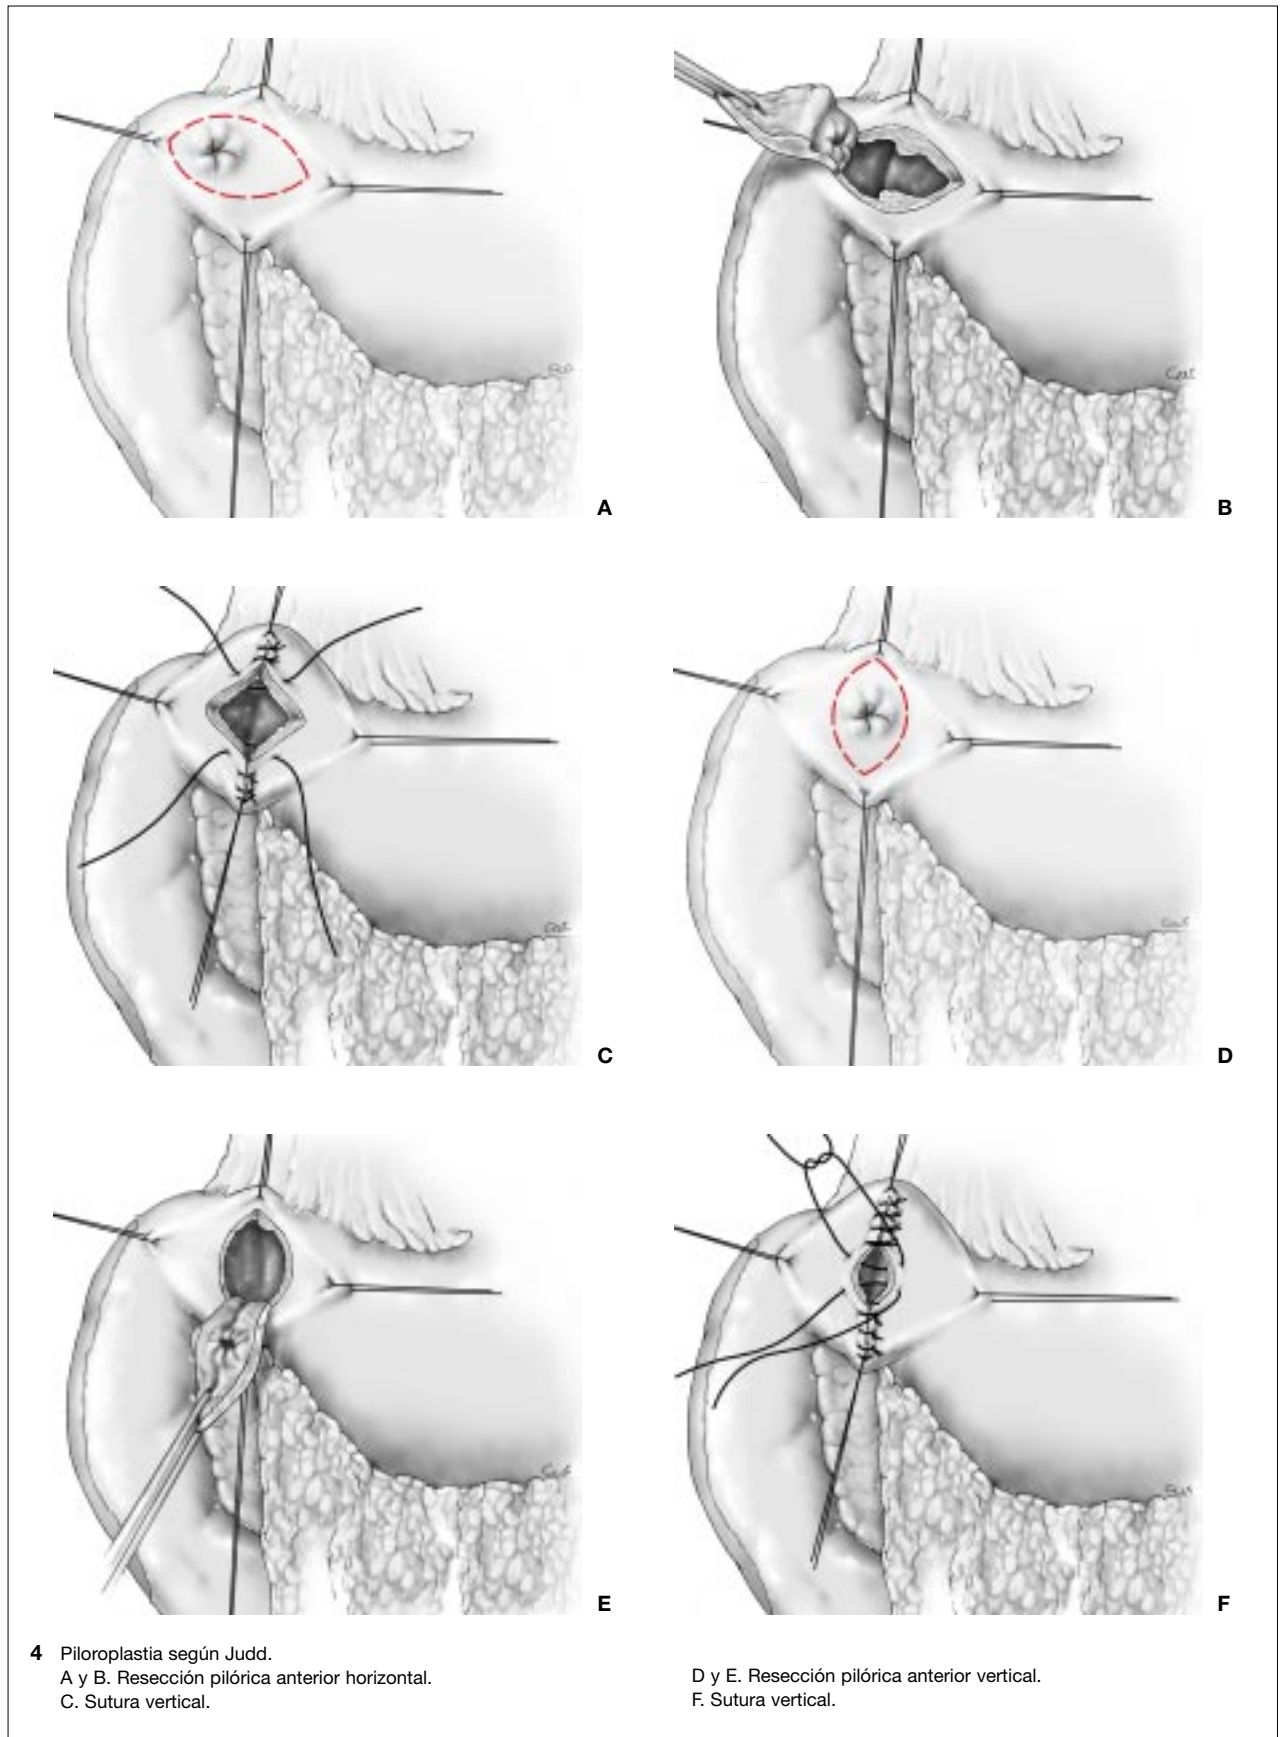 A
B
C
D
E
F
4 Piloroplastia según Judd.
A y B. Resección pilórica anterior horizontal.
C. Sutura vertical.
D y E. Resección pilórica anterior vertical.
F. Sutura vertical.